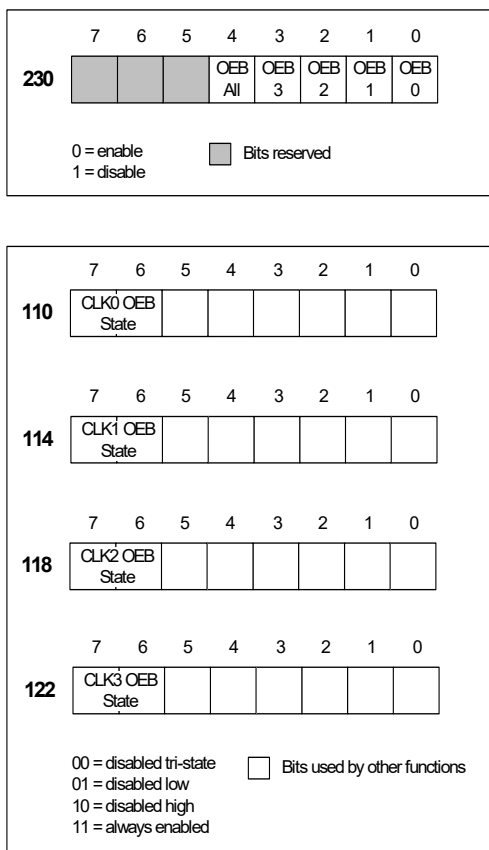 7 6 5 4 3 2 1 0
230 OEB All OEB 3 OEB 2 OEB 1 OEB 0
0 = enable
1 = disable
Bits reserved
7 6 5 4 3 2 1 0
110 CLK0 OEB State
7 6 5 4 3 2 1 0
114 CLK1 OEB State
7 6 5 4 3 2 1 0
118 CLK2 OEB State
7 6 5 4 3 2 1 0
122 CLK3 OEB State
00 = disabled tri-state
01 = disabled low
10 = disabled high
11 = always enabled
Bits used by other functions